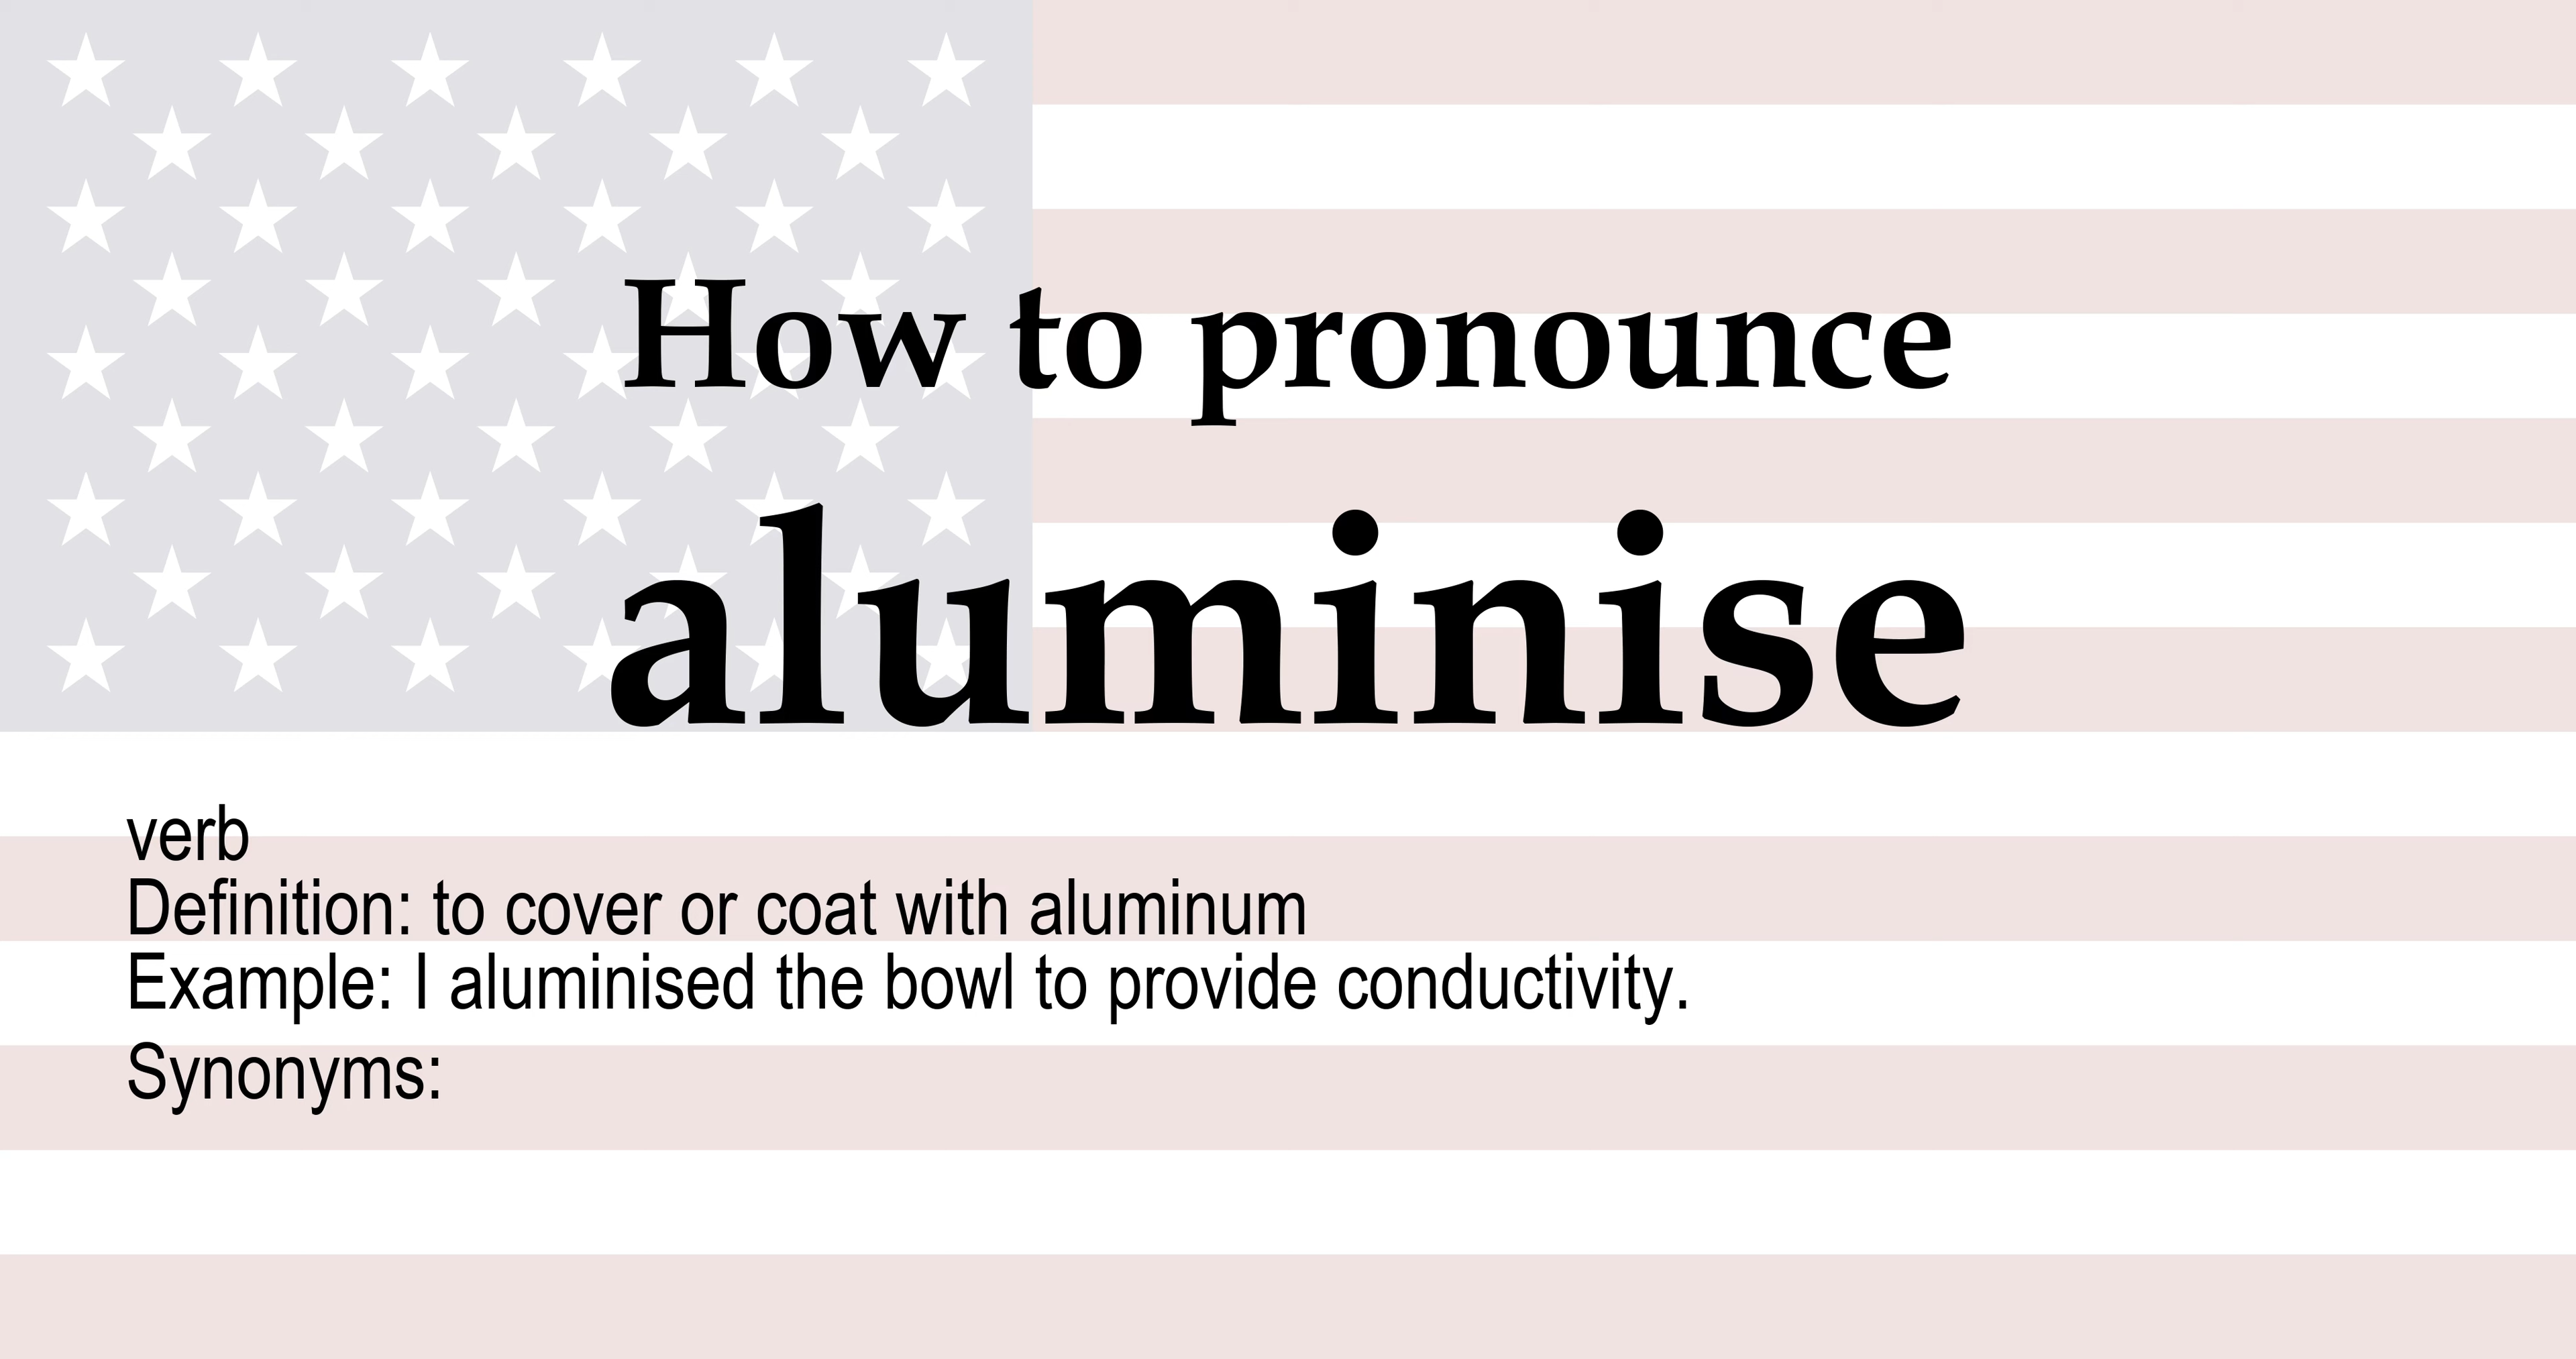 How to pronounce
aluminise
verb
Definition: to cover or coat with aluminum
Example: I aluminised the bowl to provide conductivity.
Synonyms: